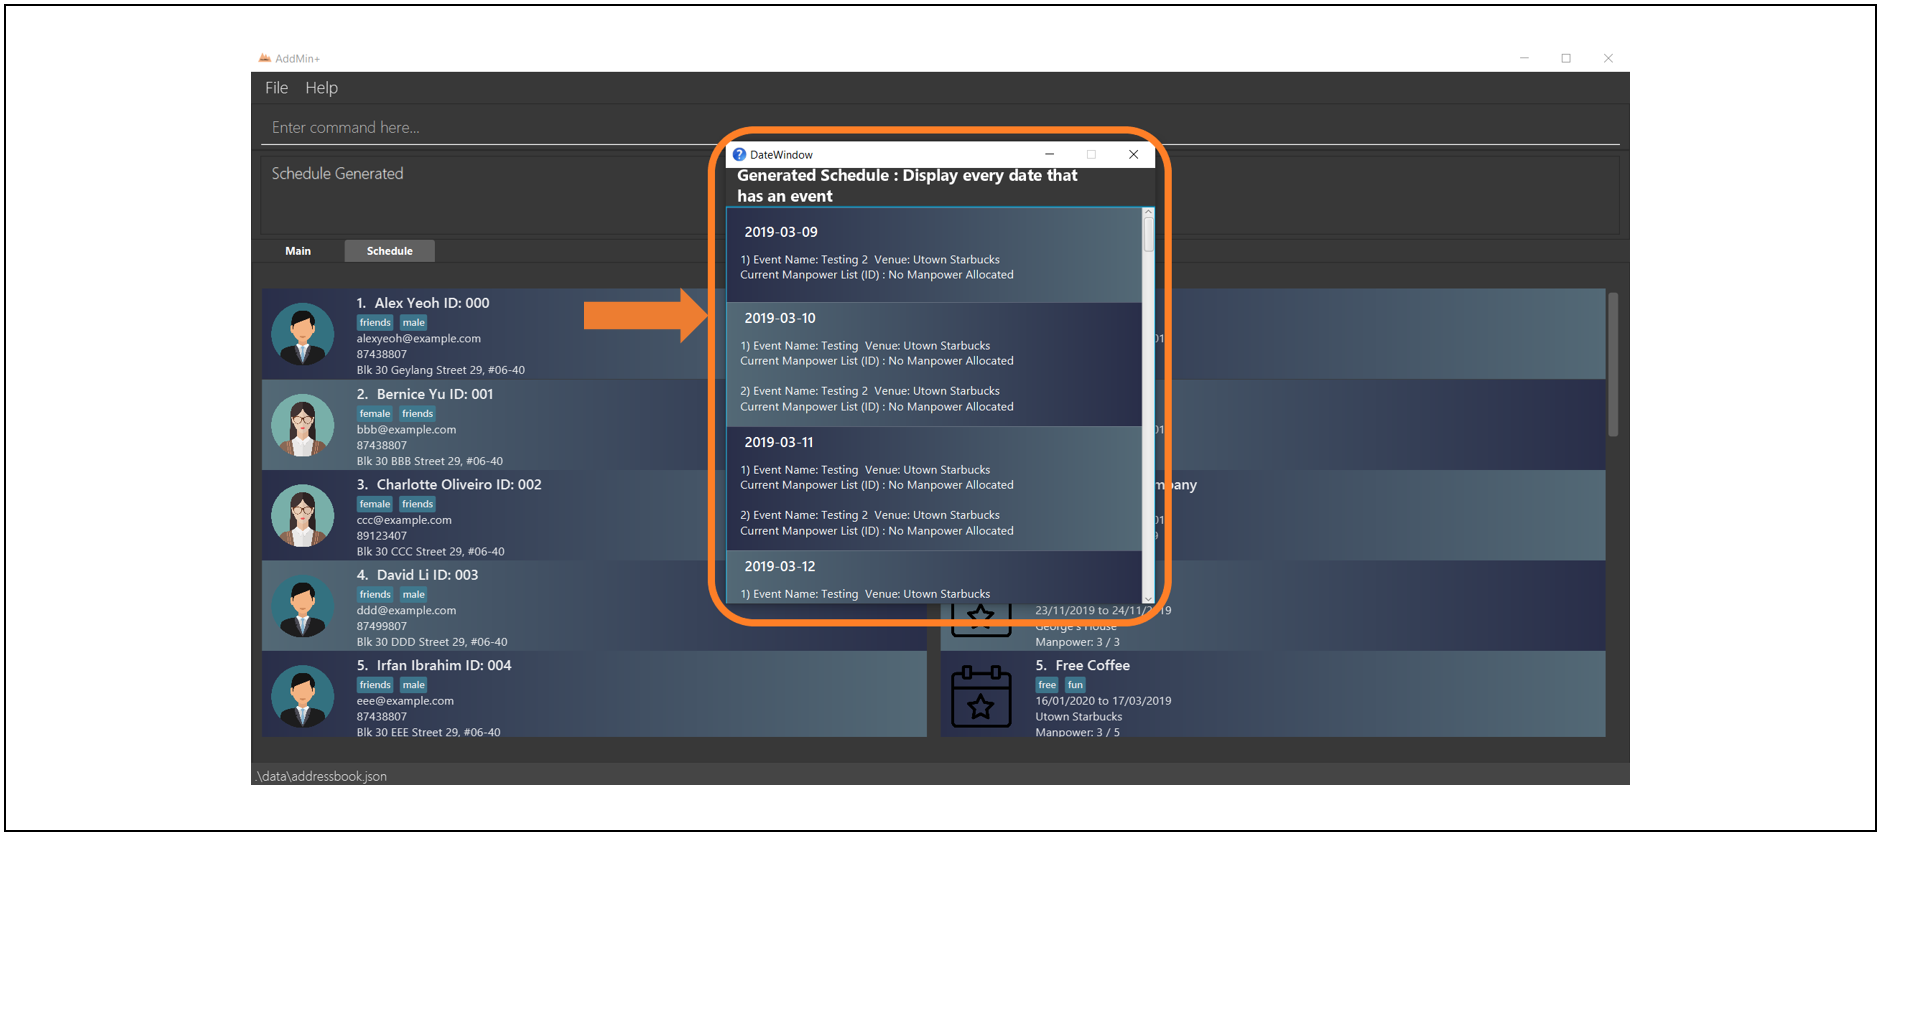 AddMin+
File Help
Enter command here...
Schedule Generated
Main Schedule
1. Alex Yeoh ID: 000
friends male
alexyeoh@example.com
87438807
Blk 30 Geylang Street 29, #06-40
2. Bernice Yu ID: 001
female friends
bbb@example.com
87438807
Blk 30 BBB Street 29, #06-40
3. Charlotte Oliveiro ID: 002
female friends
ccc@example.com
89123407
Blk 30 CCC Street 29, #06-40
4. David Li ID: 003
friends male
ddd@example.com
87499807
Blk 30 DDD Street 29, #06-40
5. Irfan Ibrahim ID: 004
friends male
eee@example.com
87438807
Blk 30 EEE Street 29, #06-40
DateWindow
Generated Schedule : Display every date that
has an event
2019-03-09
1) Event Name: Testing 2 Venue: Utown Starbucks
Current Manpower List (ID) : No Manpower Allocated
2019-03-10
1) Event Name: Testing Venue: Utown Starbucks
Current Manpower List (ID) : No Manpower Allocated
2) Event Name: Testing 2 Venue: Utown Starbucks
Current Manpower List (ID) : No Manpower Allocated
2019-03-11
1) Event Name: Testing Venue: Utown Starbucks
Current Manpower List (ID) : No Manpower Allocated
2) Event Name: Testing 2 Venue: Utown Starbucks
Current Manpower List (ID) : No Manpower Allocated
2019-03-12
1) Event Name: Testing Venue: Utown Starbucks
23/11/2019 to 24/11/2019
George's House
Manpower: 3 / 3
5. Free Coffee
free fun
16/01/2020 to 17/03/2019
Utown Starbucks
Manpower: 3 / 5
.\data\addressbook.json